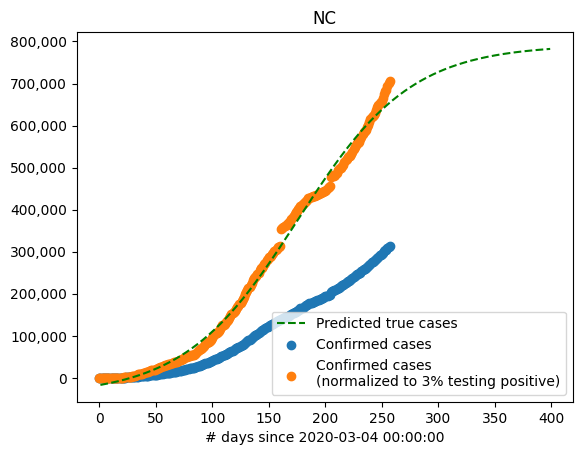 NC
800,000
700,000
600,000
500,000
400,000
300,000
200,000
100,000
0
Predicted true cases
Confirmed cases
Confirmed cases
(normalized to 3% testing positive)
0 50 100 150 200 250 300 350 400
# days since 2020-03-04 00:00:00